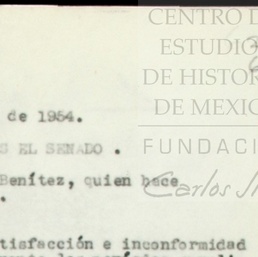 CENTRO D
ESTUDIO
DE HISTOR
DE MEXIC
FUNDACI
Carlos
de 1954.
S EL SENADO .
Benítez, quien hace
.
tisfacción e inconformidad